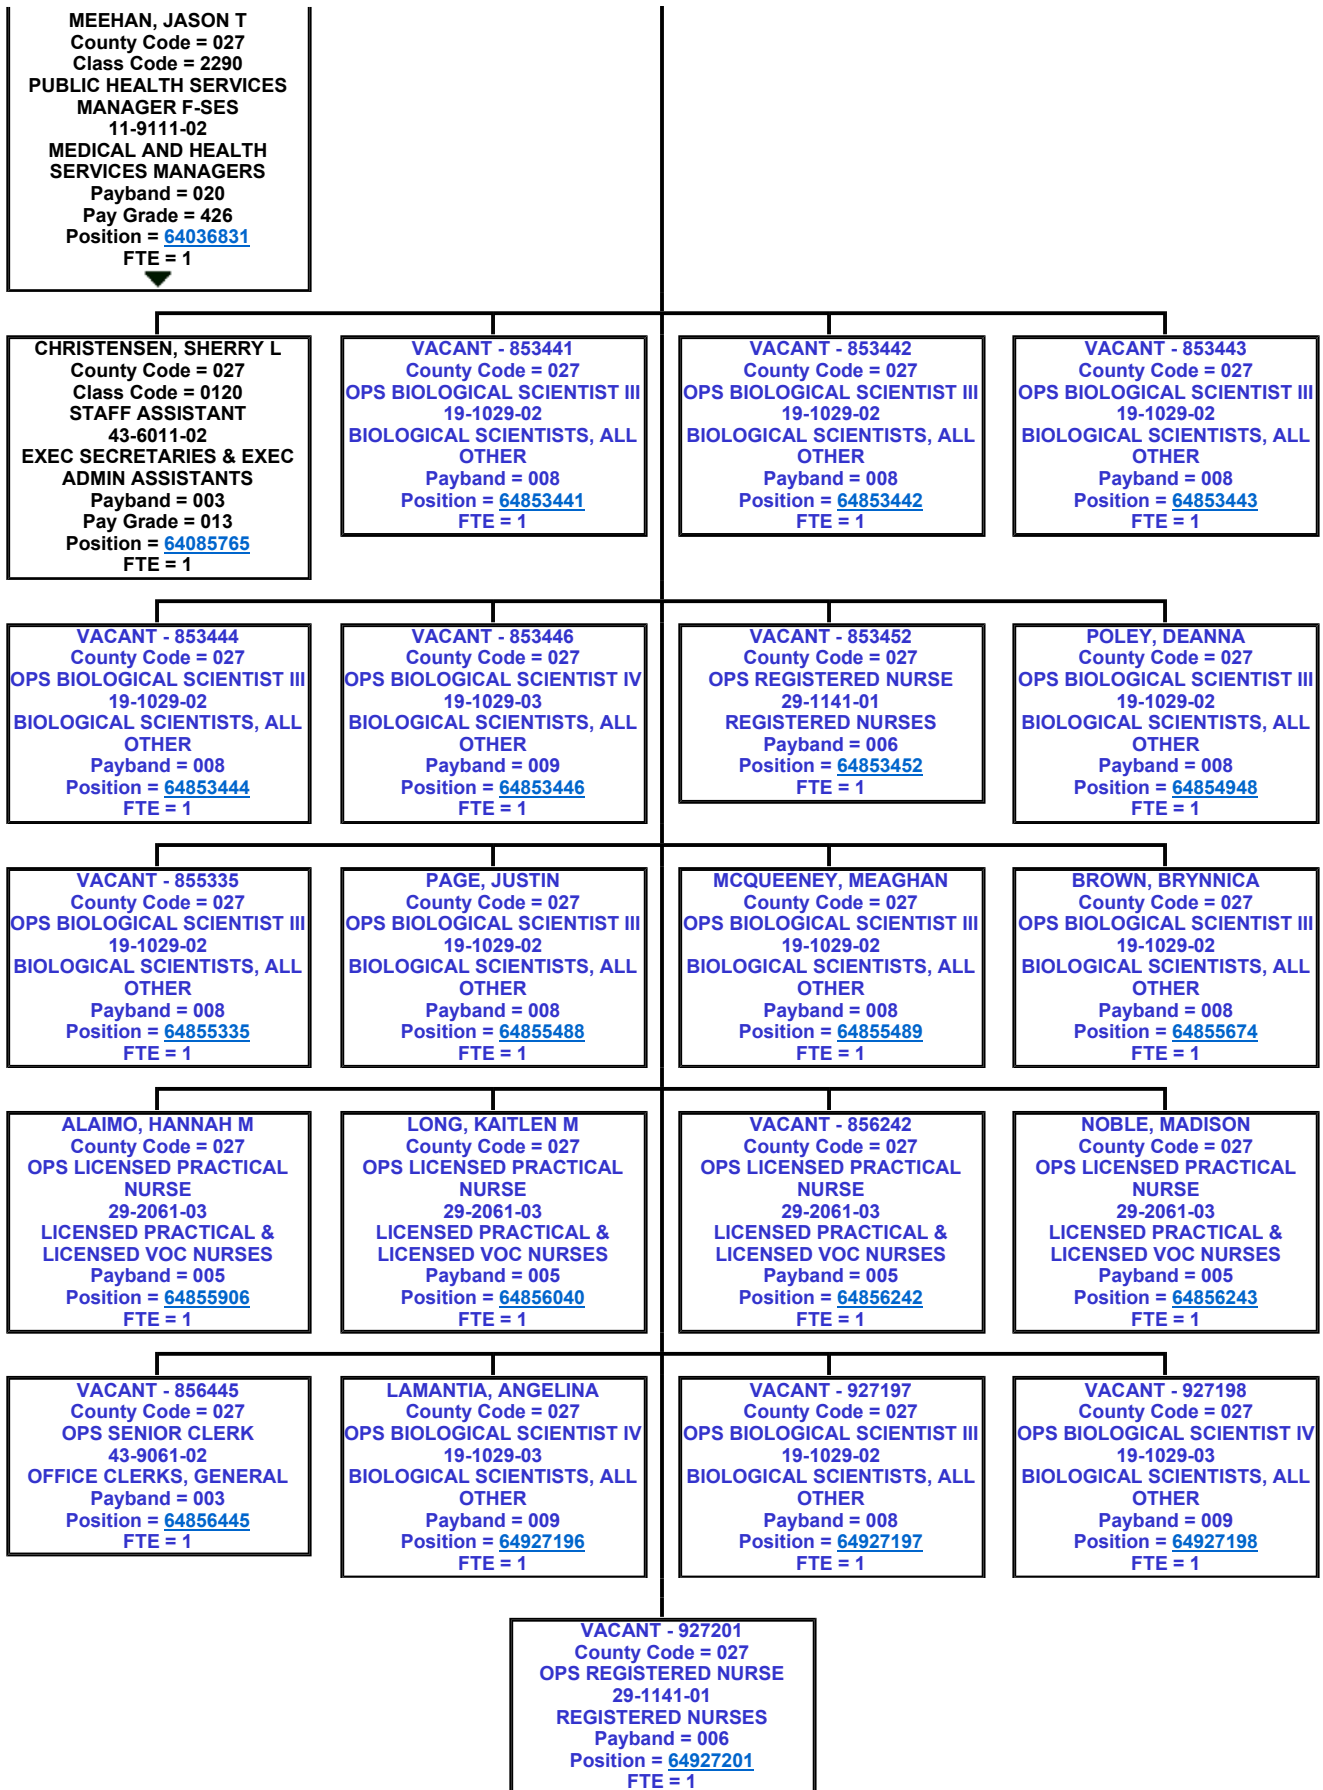 MEEHAN, JASON T
County Code = 027
Class Code = 2290
PUBLIC HEALTH SERVICES
MANAGER F-SES
11-9111-02
MEDICAL AND HEALTH
SERVICES MANAGERS
Payband = 020
Pay Grade = 426
Position = 64036831
FTE = 1
CHRISTENSEN, SHERRY L
County Code = 027
Class Code = 0120
STAFF ASSISTANT
43-6011-02
EXEC SECRETARIES & EXEC
ADMIN ASSISTANTS
Payband = 003
Pay Grade = 013
Position = 64085765
FTE = 1
VACANT - 853441
County Code = 027
OPS BIOLOGICAL SCIENTIST III
19-1029-02
BIOLOGICAL SCIENTISTS, ALL
OTHER
Payband = 008
Position = 64853441
FTE = 1
VACANT - 853442
County Code = 027
OPS BIOLOGICAL SCIENTIST III
19-1029-02
BIOLOGICAL SCIENTISTS, ALL
OTHER
Payband = 008
Position = 64853442
FTE = 1
VACANT - 853443
County Code = 027
OPS BIOLOGICAL SCIENTIST III
19-1029-02
BIOLOGICAL SCIENTISTS, ALL
OTHER
Payband = 008
Position = 64853443
FTE = 1
VACANT - 853444
County Code = 027
OPS BIOLOGICAL SCIENTIST III
19-1029-02
BIOLOGICAL SCIENTISTS, ALL
OTHER
Payband = 008
Position = 64853444
FTE = 1
VACANT - 853446
County Code = 027
OPS BIOLOGICAL SCIENTIST IV
19-1029-03
BIOLOGICAL SCIENTISTS, ALL
OTHER
Payband = 009
Position = 64853446
FTE = 1
VACANT - 853452
County Code = 027
OPS REGISTERED NURSE
29-1141-01
REGISTERED NURSES
Payband = 006
Position = 64853452
FTE = 1
POLEY, DEANNA
County Code = 027
OPS BIOLOGICAL SCIENTIST III
19-1029-02
BIOLOGICAL SCIENTISTS, ALL
OTHER
Payband = 008
Position = 64854948
FTE = 1
VACANT - 855335
County Code = 027
OPS BIOLOGICAL SCIENTIST III
19-1029-02
BIOLOGICAL SCIENTISTS, ALL
OTHER
Payband = 008
Position = 64855335
FTE = 1
PAGE, JUSTIN
County Code = 027
OPS BIOLOGICAL SCIENTIST III
19-1029-02
BIOLOGICAL SCIENTISTS, ALL
OTHER
Payband = 008
Position = 64855488
FTE = 1
MCQUEENEY, MEAGHAN
County Code = 027
OPS BIOLOGICAL SCIENTIST III
19-1029-02
BIOLOGICAL SCIENTISTS, ALL
OTHER
Payband = 008
Position = 64855489
FTE = 1
BROWN, BRYNNICA
County Code = 027
OPS BIOLOGICAL SCIENTIST III
19-1029-02
BIOLOGICAL SCIENTISTS, ALL
OTHER
Payband = 008
Position = 64855674
FTE = 1
ALAIMO, HANNAH M
County Code = 027
OPS LICENSED PRACTICAL
NURSE
29-2061-03
LICENSED PRACTICAL &
LICENSED VOC NURSES
Payband = 005
Position = 64855906
FTE = 1
LONG, KAITLEN M
County Code = 027
OPS LICENSED PRACTICAL
NURSE
29-2061-03
LICENSED PRACTICAL &
LICENSED VOC NURSES
Payband = 005
Position = 64856040
FTE = 1
VACANT - 856242
County Code = 027
OPS LICENSED PRACTICAL
NURSE
29-2061-03
LICENSED PRACTICAL &
LICENSED VOC NURSES
Payband = 005
Position = 64856242
FTE = 1
NOBLE, MADISON
County Code = 027
OPS LICENSED PRACTICAL
NURSE
29-2061-03
LICENSED PRACTICAL &
LICENSED VOC NURSES
Payband = 005
Position = 64856243
FTE = 1
VACANT - 856445
County Code = 027
OPS SENIOR CLERK
43-9061-02
OFFICE CLERKS, GENERAL
Payband = 003
Position = 64856445
FTE = 1
LAMANTIA, ANGELINA
County Code = 027
OPS BIOLOGICAL SCIENTIST IV
19-1029-03
BIOLOGICAL SCIENTISTS, ALL
OTHER
Payband = 009
Position = 64927196
FTE = 1
VACANT - 927197
County Code = 027
OPS BIOLOGICAL SCIENTIST III
19-1029-02
BIOLOGICAL SCIENTISTS, ALL
OTHER
Payband = 008
Position = 64927197
FTE = 1
VACANT - 927198
County Code = 027
OPS BIOLOGICAL SCIENTIST IV
19-1029-03
BIOLOGICAL SCIENTISTS, ALL
OTHER
Payband = 009
Position = 64927198
FTE = 1
VACANT - 927201
County Code = 027
OPS REGISTERED NURSE
29-1141-01
REGISTERED NURSES
Payband = 006
Position = 64927201
FTE = 1